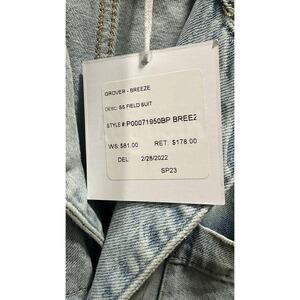 GROVER - BREEZE
DESC: SS FIELD SUIT
STYLE # P00071950BP BREEZ
WS: $81.00 RET: $178.00
DEL 2/28/2022
SP23